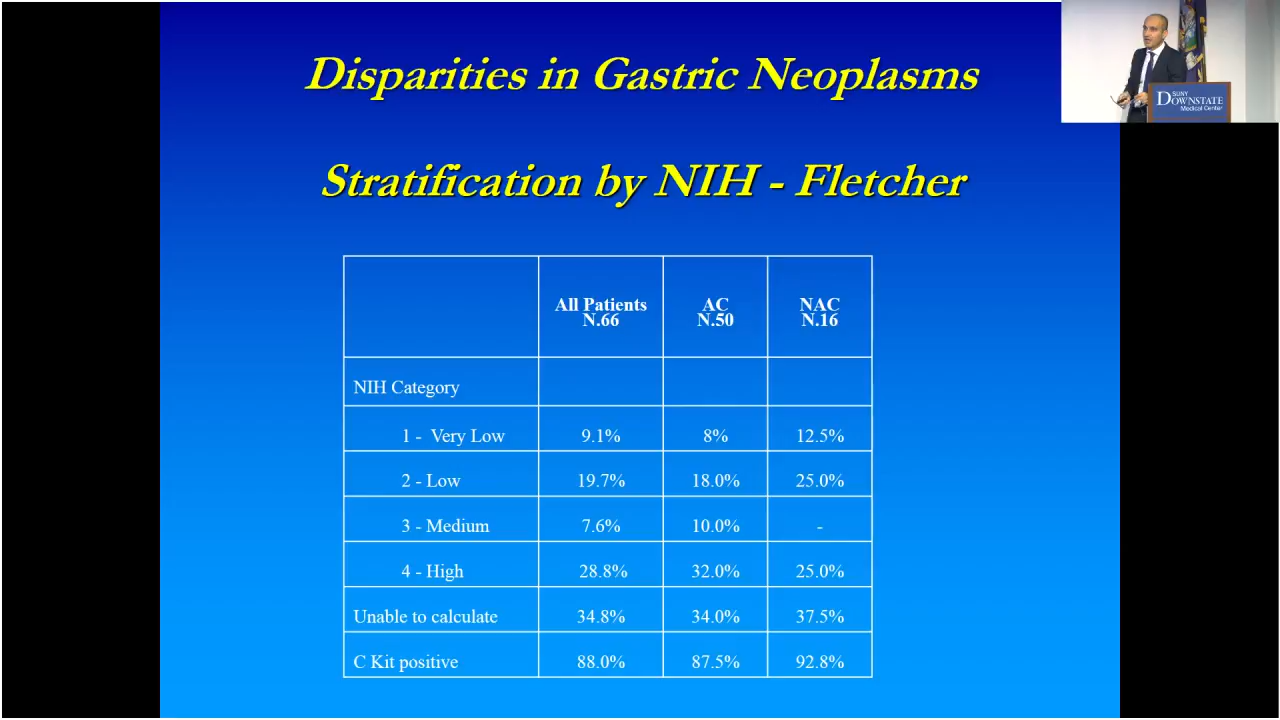 Disparities in Gastric Neoplasms
SUNY
DOWNSTATE
Medical Center
Stratification by NIH - Fletcher
All Patients AC NAC
N.66 N.50 N.16
NIH Category
1 - Very Low 9.1% 8% 12.5%
2 - Low 19.7% 18.0% 25.0%
3 - Medium 7.6% 10.0% -
4 - High 28.8% 32.0% 25.0%
Unable to calculate 34.8% 34.0% 37.5%
C Kit positive 88.0% 87.5% 92.8%